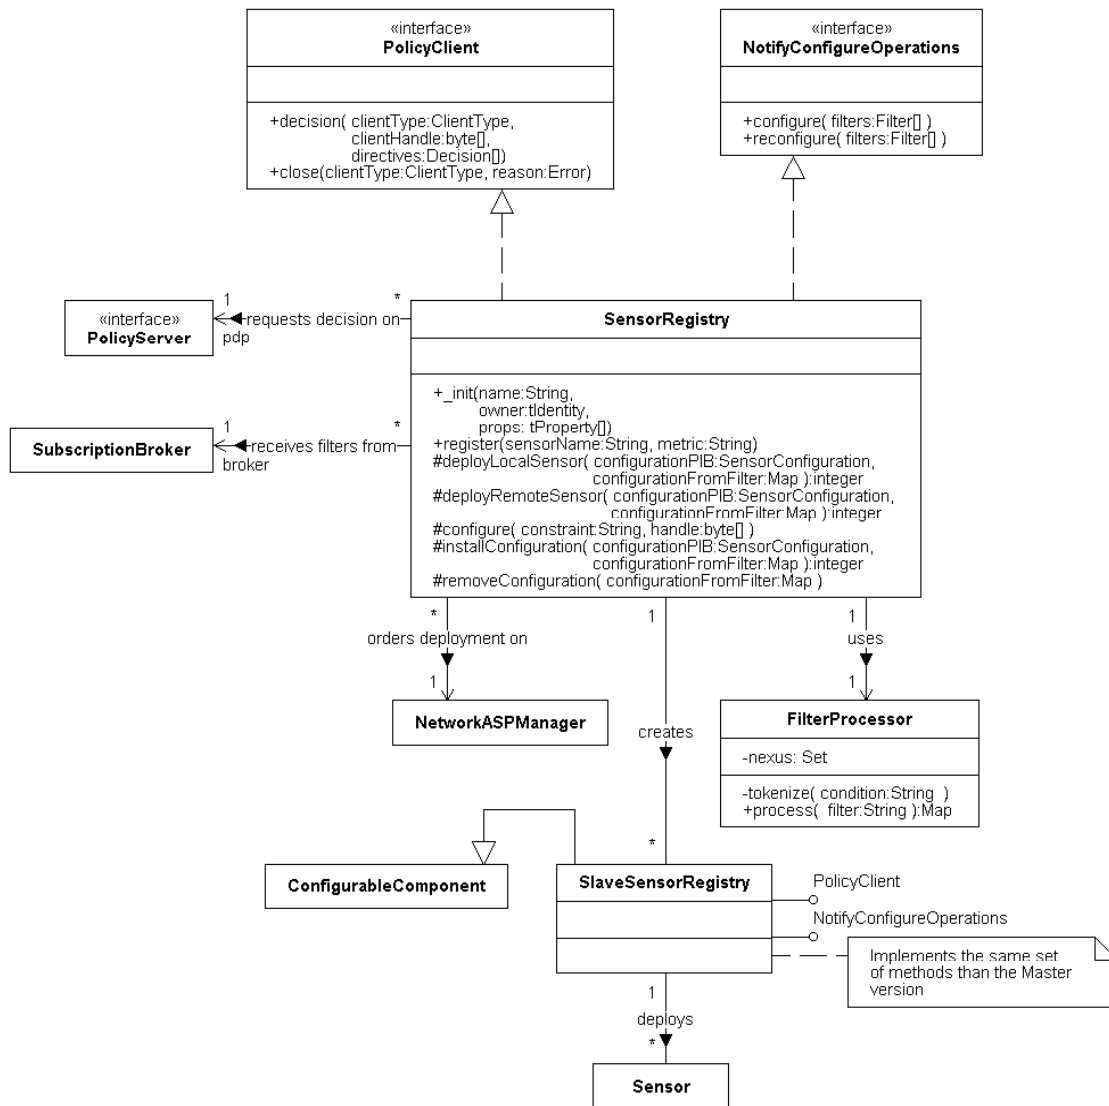 «interface»
PolicyClient
+decision( clientType:ClientType,
clientHandle:byte[],
directives:Decision[])
+close(clientType:ClientType, reason:Error)
«interface»
NotifyConfigureOperations
+configure( filters:Filter[] )
+reconfigure( filters:Filter[] )
«interface»
PolicyServer
1
*
requests decision on
pdp
SubscriptionBroker
1
*
receives filters from
broker
SensorRegistry
+_init(name:String,
owner:tIdentity,
props: tProperty[])
+register(sensorName:String, metric:String)
#deployLocalSensor( configurationPIB:SensorConfiguration,
configurationFromFilter:Map ):integer
#deployRemoteSensor( configurationPIB:SensorConfiguration,
configurationFromFilter:Map ):integer
#configure( constraint:String, handle:byte[] )
#installConfiguration( configurationPIB:SensorConfiguration,
configurationFromFilter:Map ):integer
#removeConfiguration( configurationFromFilter:Map )
*
orders deployment on
1
NetworkASPManager
1
creates
*
1
uses
1
FilterProcessor
-nexus: Set
-tokenize( condition:String )
+process( filter:String ):Map
ConfigurableComponent
SlaveSensorRegistry
PolicyClient
NotifyConfigureOperations
Implements the same set
of methods than the Master
version
1
deploys
*
Sensor